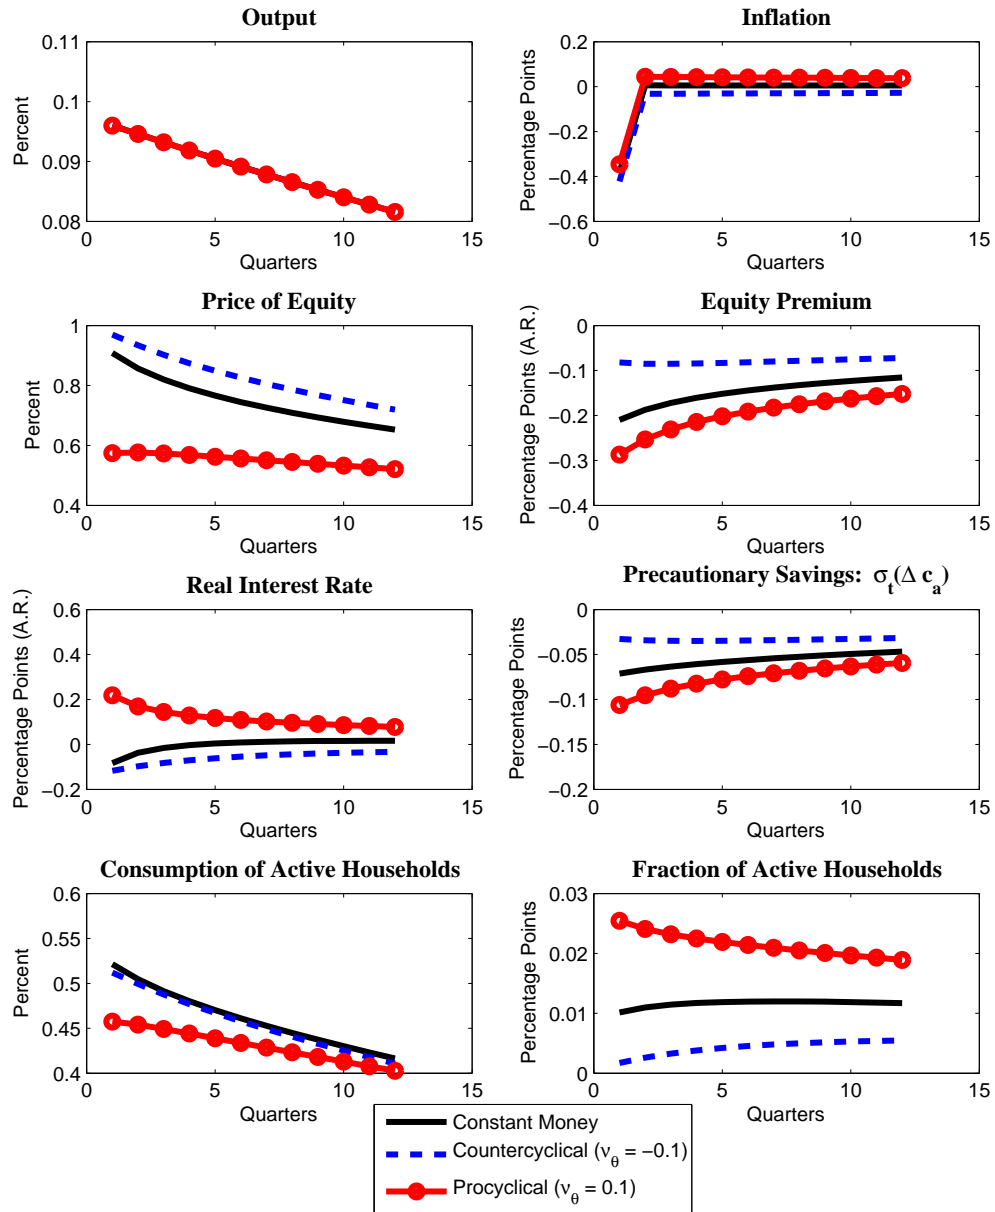 Output
Percent
0.11
0.1
0.09
0.08
0 5 10 15
Quarters
Inflation
Percentage Points
0.2
0
−0.2
−0.4
−0.6
0 5 10 15
Quarters
Price of Equity
Percent
1
0.8
0.6
0.4
0 5 10 15
Quarters
Equity Premium
Percentage Points (A.R.)
0
−0.1
−0.2
−0.3
−0.4
0 5 10 15
Quarters
Real Interest Rate
Percentage Points (A.R.)
0.6
0.4
0.2
0
−0.2
0 5 10 15
Quarters
Precautionary Savings: σt(Δ ca)
Percentage Points
0
−0.05
−0.1
−0.15
−0.2
0 5 10 15
Quarters
Consumption of Active Households
Percent
0.6
0.55
0.5
0.45
0.4
0 5 10 15
Quarters
Fraction of Active Households
Percentage Points
0.03
0.02
0.01
0
0 5 10 15
Quarters
Constant Money
Countercyclical (νθ = −0.1)
Procyclical (νθ = 0.1)